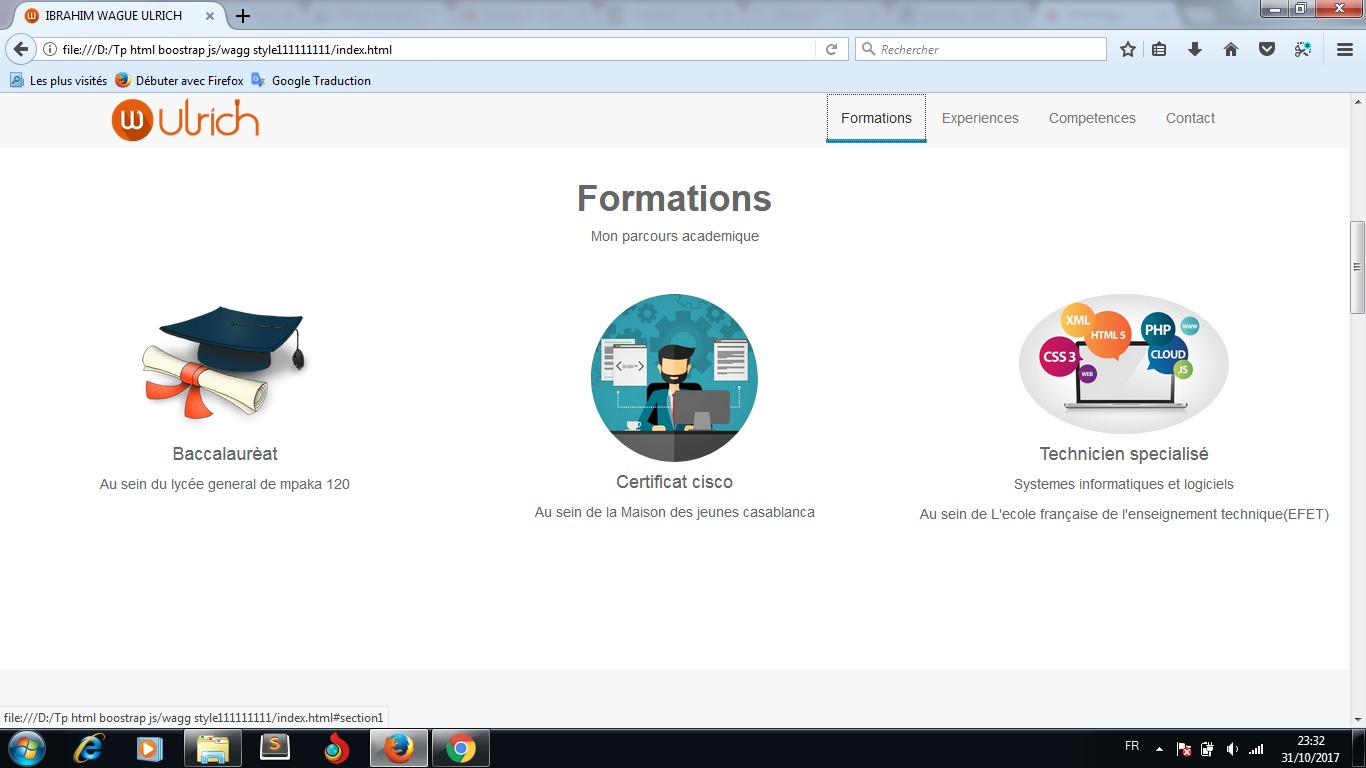 IBRAHIM WAGUE ULRICH
file:///D:/Tp html boostrap js/wagg style111111111/index.html
Rechercher
Les plus visités
Débuter avec Firefox
Google Traduction
w ulrich
Formations
Experiences
Competences
Contact
Formations
Mon parcours academique
XML
HTML 5
PHP
WWW
CSS 3
WEB
CLOUD
JS
Baccalaurèat
Au sein du lycée general de mpaka 120
Certificat cisco
Au sein de la Maison des jeunes casablanca
Technicien specialisé
Systemes informatiques et logiciels
Au sein de L'ecole française de l'enseignement technique(EFET)
file:///D:/Tp html boostrap js/wagg style111111111/index.html#section1
FR
23:32
31/10/2017